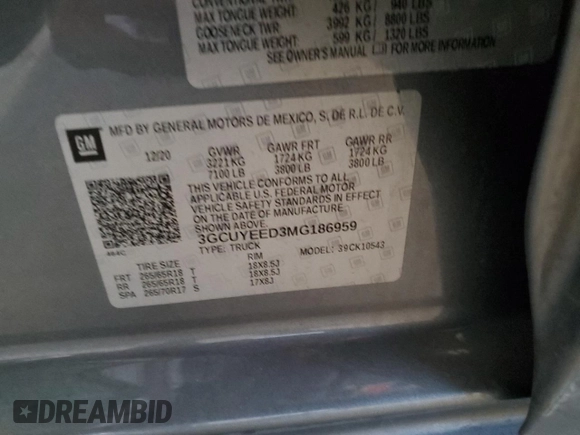 MAX TONGUE WEIGHT 426 KG 940 LBS
GOOSENECK TWR 3992 KG 8800 LBS
MAX TONGUE WEIGHT 599 KG 1320 LBS
SEE OWNER'S MANUAL FOR MORE INFORMATION
GM
MFD BY GENERAL MOTORS DE MEXICO, S, DE R.L. DE C.V.
12/20 GVWR GAWR FRT GAWR RR
3221 KG 1724 KG 1724 KG
7100 LB 3800 LB 3800 LB
THIS VEHICLE CONFORMS TO ALL
APPLICABLE U.S. FEDERAL MOTOR
VEHICLE SAFETY STANDARDS IN EFFECT
ON THE DATE OF MANUFACTURE
SHOWN ABOVE.
3GCUYEED3MG186959
TYPE: TRUCK MODEL: 39CK10543
TIRE SIZE RIM
FRT 265/65R18 T 18X8.5J
RR 265/65R18 T 18X8.5J
SPA 265/70R17 S 17X8J
DREAMBID